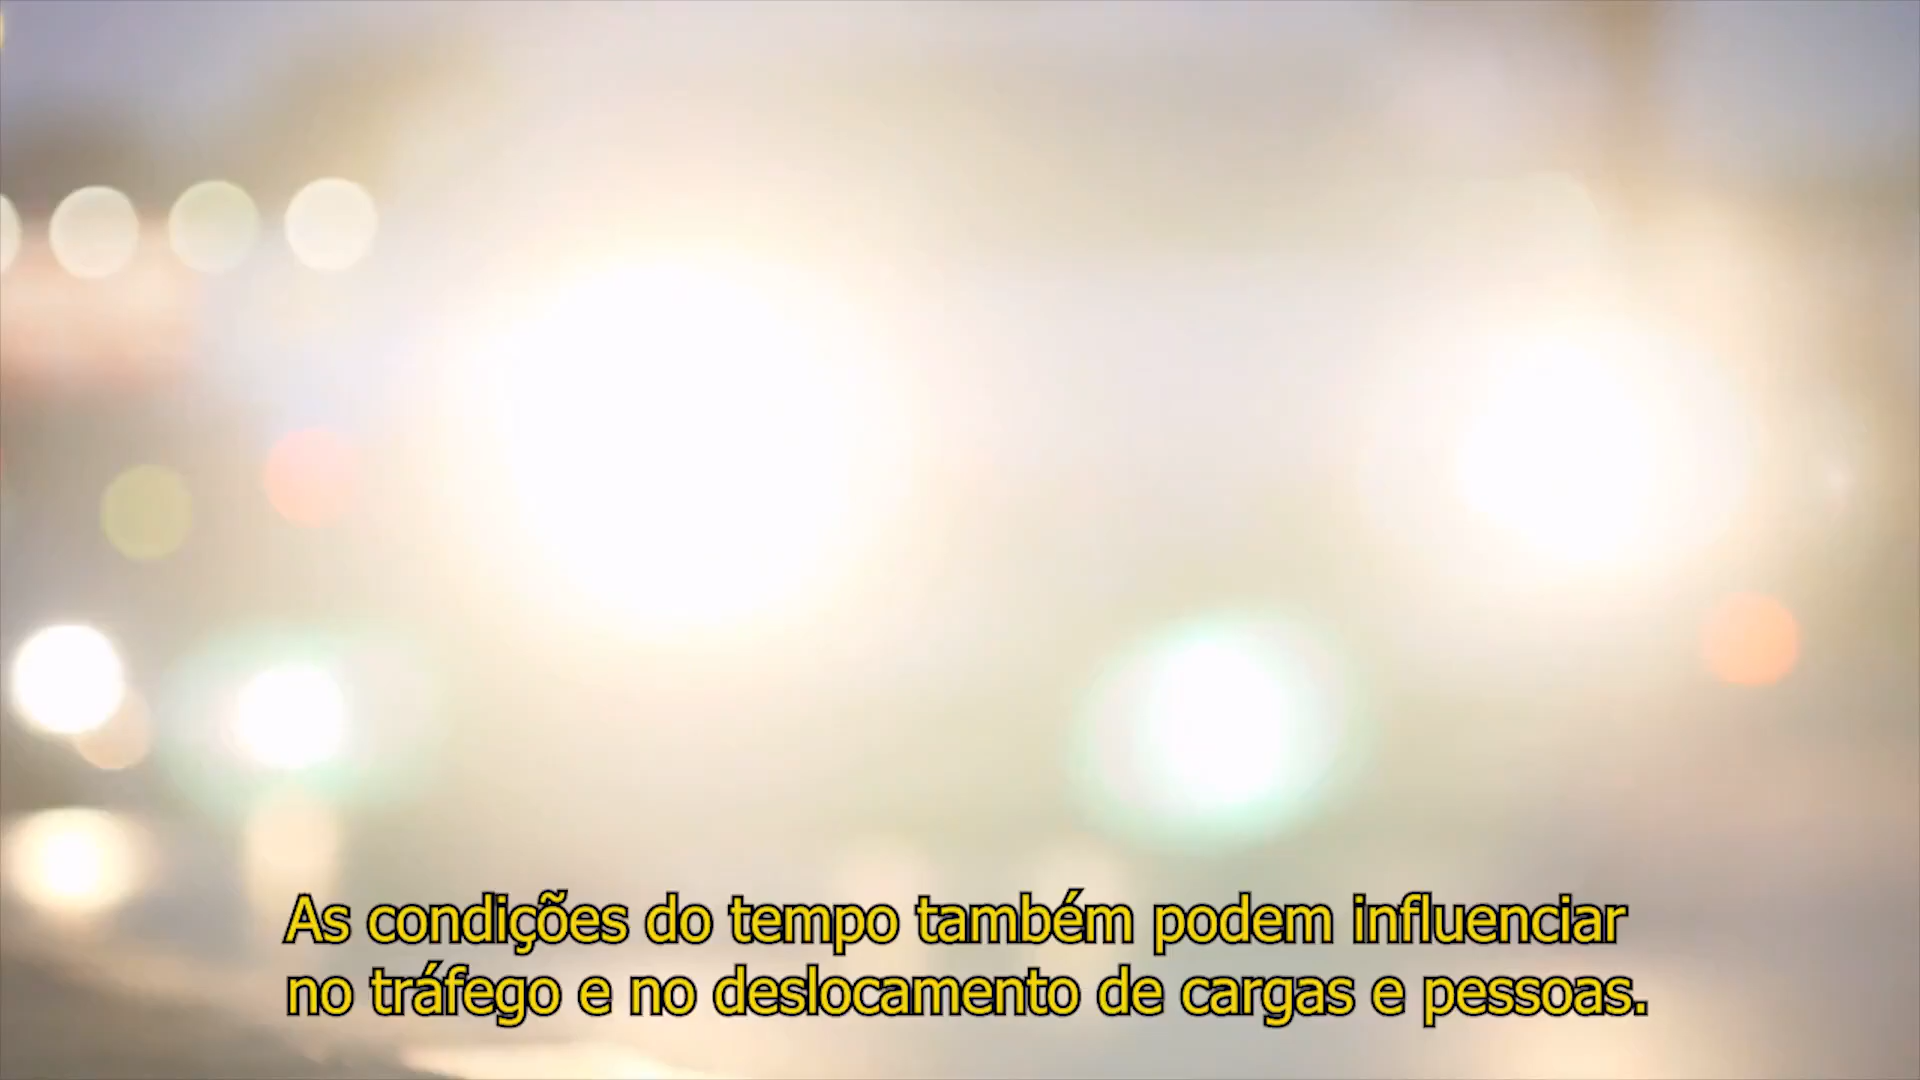 As condições do tempo também podem influenciar
no tráfego e no deslocamento de cargas e pessoas.